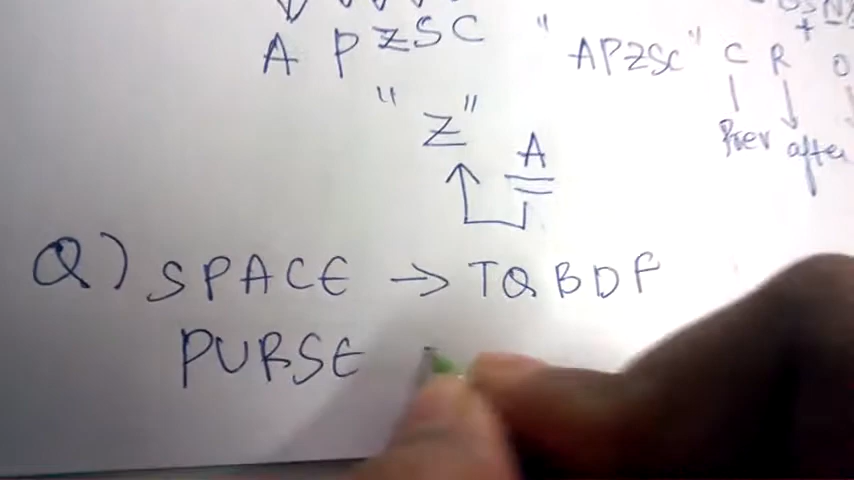 A P Z S C " APZSC" C R
"Z" Prev after
A
Q) SPACE → TQBDF
PURSE